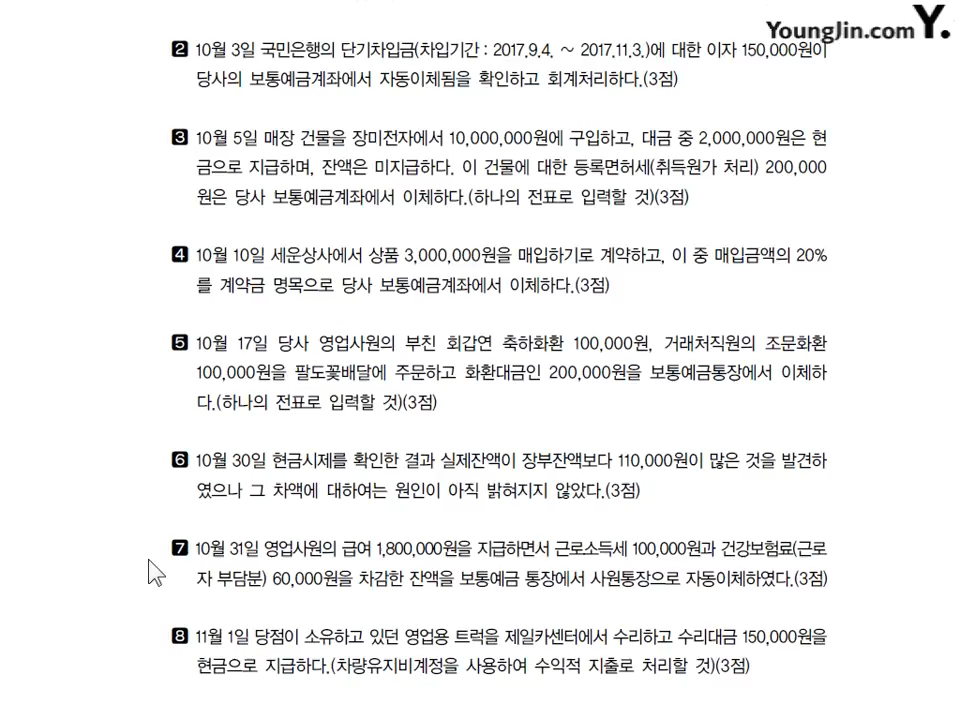 YoungJin.com Y.
2 10월 3일 국민은행의 단기차입금(차입기간 : 2017.9.4. ~ 2017.11.3.)에 대한 이자 150,000원이
당사의 보통예금계좌에서 자동이체됨을 확인하고 회계처리하다.(3점)
3 10월 5일 매장 건물을 장미전자에서 10,000,000원에 구입하고, 대금 중 2,000,000원은 현
금으로 지급하며, 잔액은 미지급하다. 이 건물에 대한 등록면허세(취득원가 처리) 200,000
원은 당사 보통예금계좌에서 이체하다.(하나의 전표로 입력할 것)(3점)
4 10월 10일 세운상사에서 상품 3,000,000원을 매입하기로 계약하고, 이 중 매입금액의 20%
를 계약금 명목으로 당사 보통예금계좌에서 이체하다.(3점)
5 10월 17일 당사 영업사원의 부친 회갑연 축하화환 100,000원, 거래처직원의 조문화환
100,000원을 팔도꽃배달에 주문하고 화환대금인 200,000원을 보통예금통장에서 이체하
다.(하나의 전표로 입력할 것)(3점)
6 10월 30일 현금시제를 확인한 결과 실제잔액이 장부잔액보다 110,000원이 많은 것을 발견하
였으나 그 차액에 대하여는 원인이 아직 밝혀지지 않았다.(3점)
7 10월 31일 영업사원의 급여 1,800,000원을 지급하면서 근로소득세 100,000원과 건강보험료(근로
자 부담분) 60,000원을 차감한 잔액을 보통예금 통장에서 사원통장으로 자동이체하였다.(3점)
8 11월 1일 당점이 소유하고 있던 영업용 트럭을 제일카센터에서 수리하고 수리대금 150,000원을
현금으로 지급하다.(차량유지비계정을 사용하여 수익적 지출로 처리할 것)(3점)